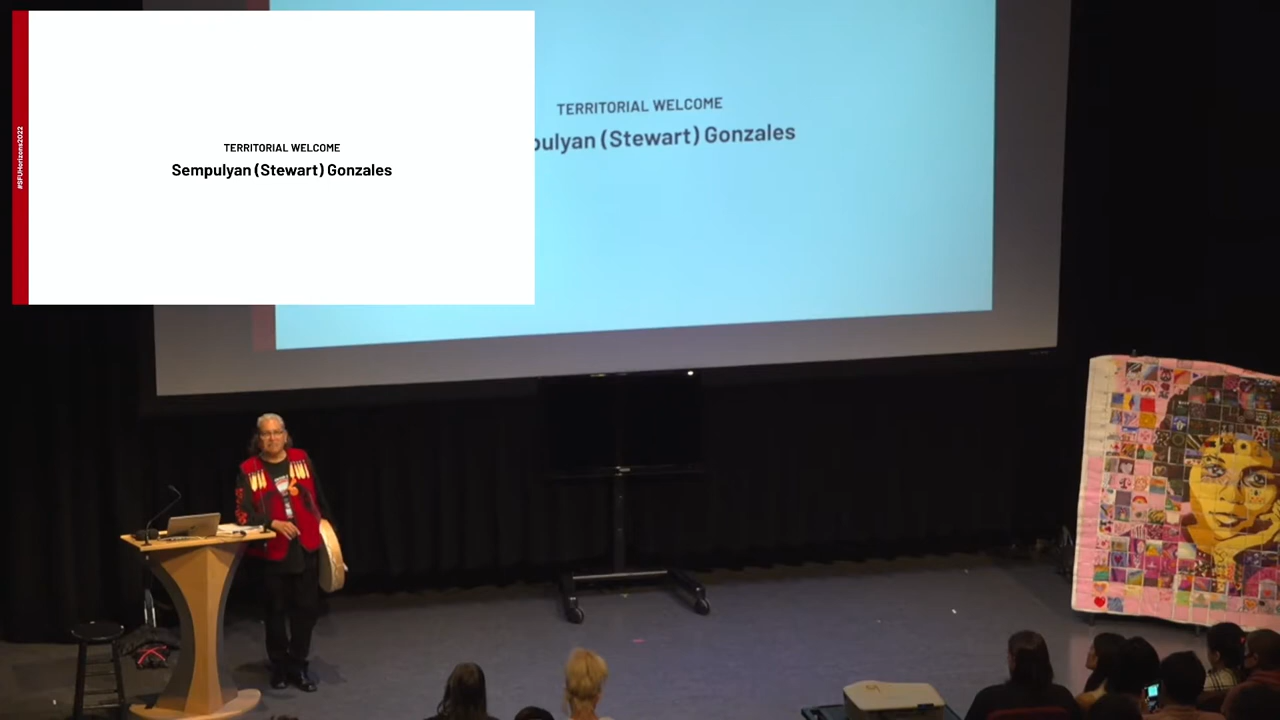 #SFUHorizons2022
TERRITORIAL WELCOME
Sempulyan (Stewart) Gonzales
TERRITORIAL WELCOME
pulyan (Stewart) Gonzales